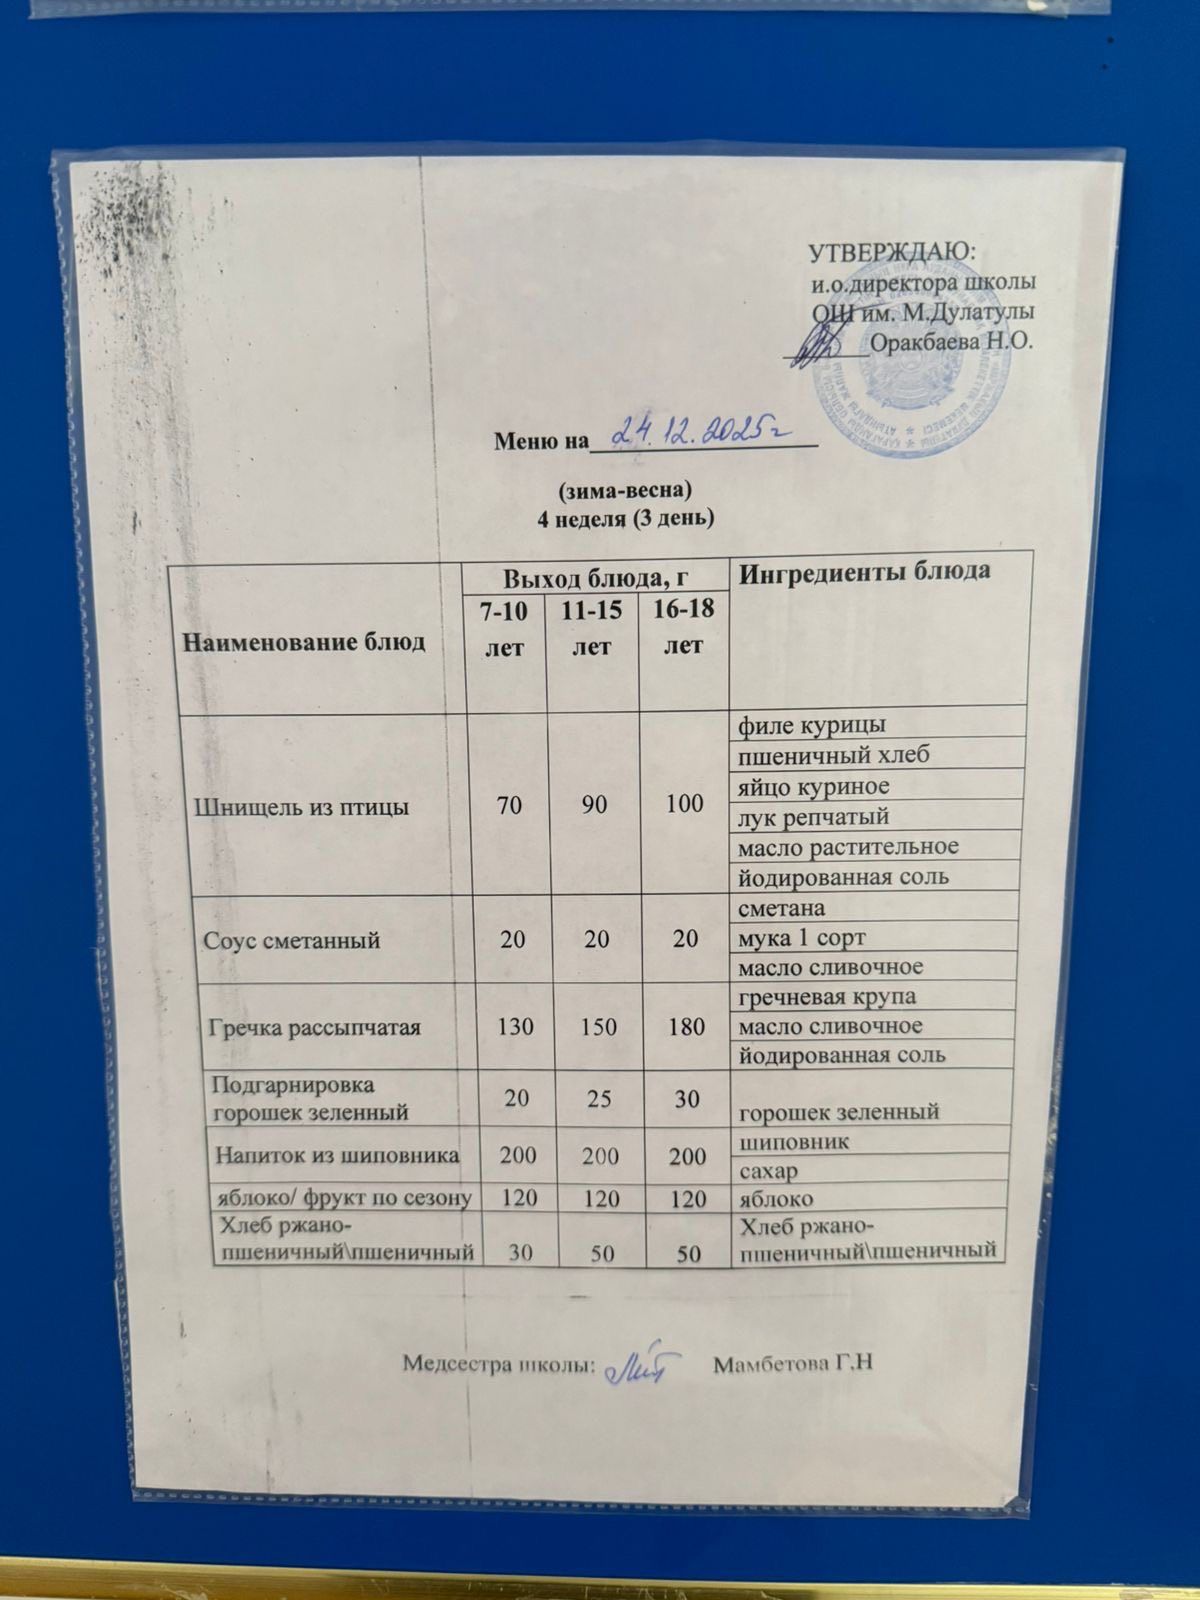 УТВЕРЖДАЮ:
и.о.директора школы
ОШ им. М.Дулатулы
Оракбаева Н.О.
Меню на 24.12.2025г
(зима-весна)
4 неделя (3 день)
Наименование блюд
Выход блюда, г
Ингредиенты блюда
7-10 лет
11-15 лет
16-18 лет
Шнищель из птицы
70
90
100
филе курицы
пшеничный хлеб
яйцо куриное
лук репчатый
масло растительное
йодированная соль
Соус сметанный
20
20
20
сметана
мука 1 сорт
масло сливочное
Гречка рассыпчатая
130
150
180
гречневая крупа
масло сливочное
йодированная соль
Подгарнировка
горошек зеленный
20
25
30
горошек зеленный
Напиток из шиповника
200
200
200
шиповник
сахар
яблоко/ фрукт по сезону
120
120
120
яблоко
Хлеб ржано-
пшеничный\пшеничный
30
50
50
Хлеб ржано-
пшеничный\пшеничный
Медсестра школы:
Мамбетова Г.Н